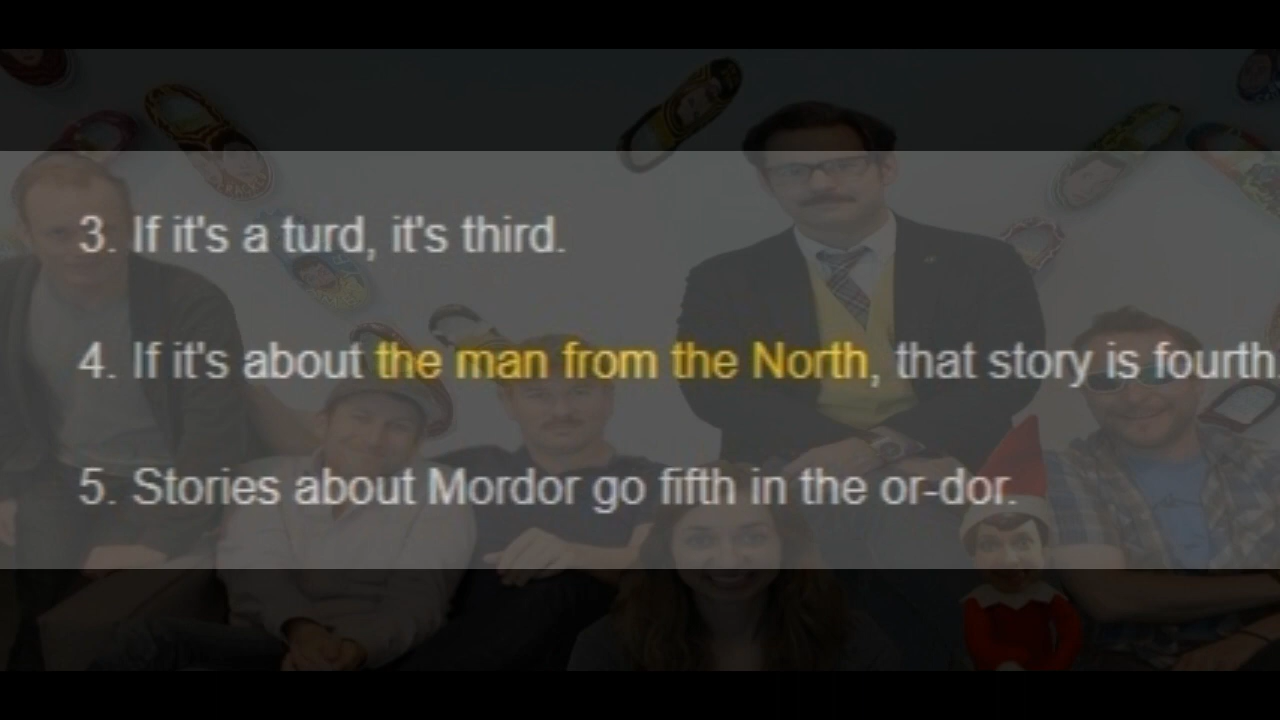 3. If it's a turd, it's third.
4. If it's about the man from the North, that story is fourth.
5. Stories about Mordor go fifth in the or-dor.